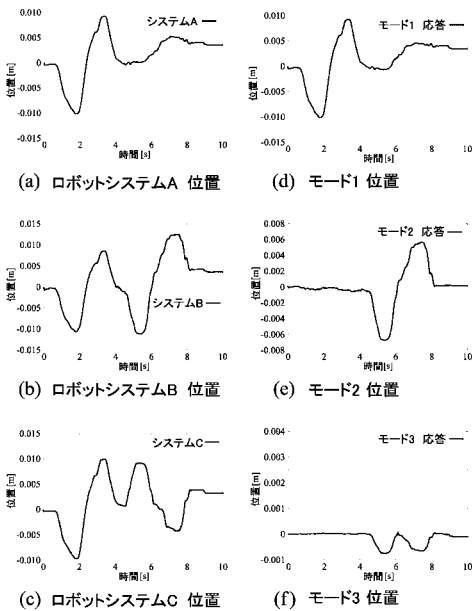 0.010
0.005
0
-0.005
-0.010
-0.015
位置[m]
システムA
0 2 4 6 8 10
時間[s]
(a) ロボットシステムA 位置
0.010
0.005
0.000
-0.005
-0.010
-0.015
位置[m]
モード1 応答
0 2 4 6 8 10
時間[s]
(d) モード1 位置
0.015
0.010
0.005
0
-0.005
-0.010
-0.015
位置[m]
システムB
0 2 4 6 8 10
時間[s]
(b) ロボットシステムB 位置
0.008
0.006
0.004
0.002
0
-0.002
-0.004
-0.006
-0.008
位置[m]
モード2 応答
0 2 4 6 8 10
時間[s]
(e) モード2 位置
0.015
0.010
0.005
0
-0.005
-0.010
位置[m]
システムC
0 2 4 6 8 10
時間[s]
(c) ロボットシステムC 位置
0.004
0.003
0.002
0.001
0
-0.001
位置[m]
モード3 応答
0 2 4 6 8 10
時間[s]
(f) モード3 位置